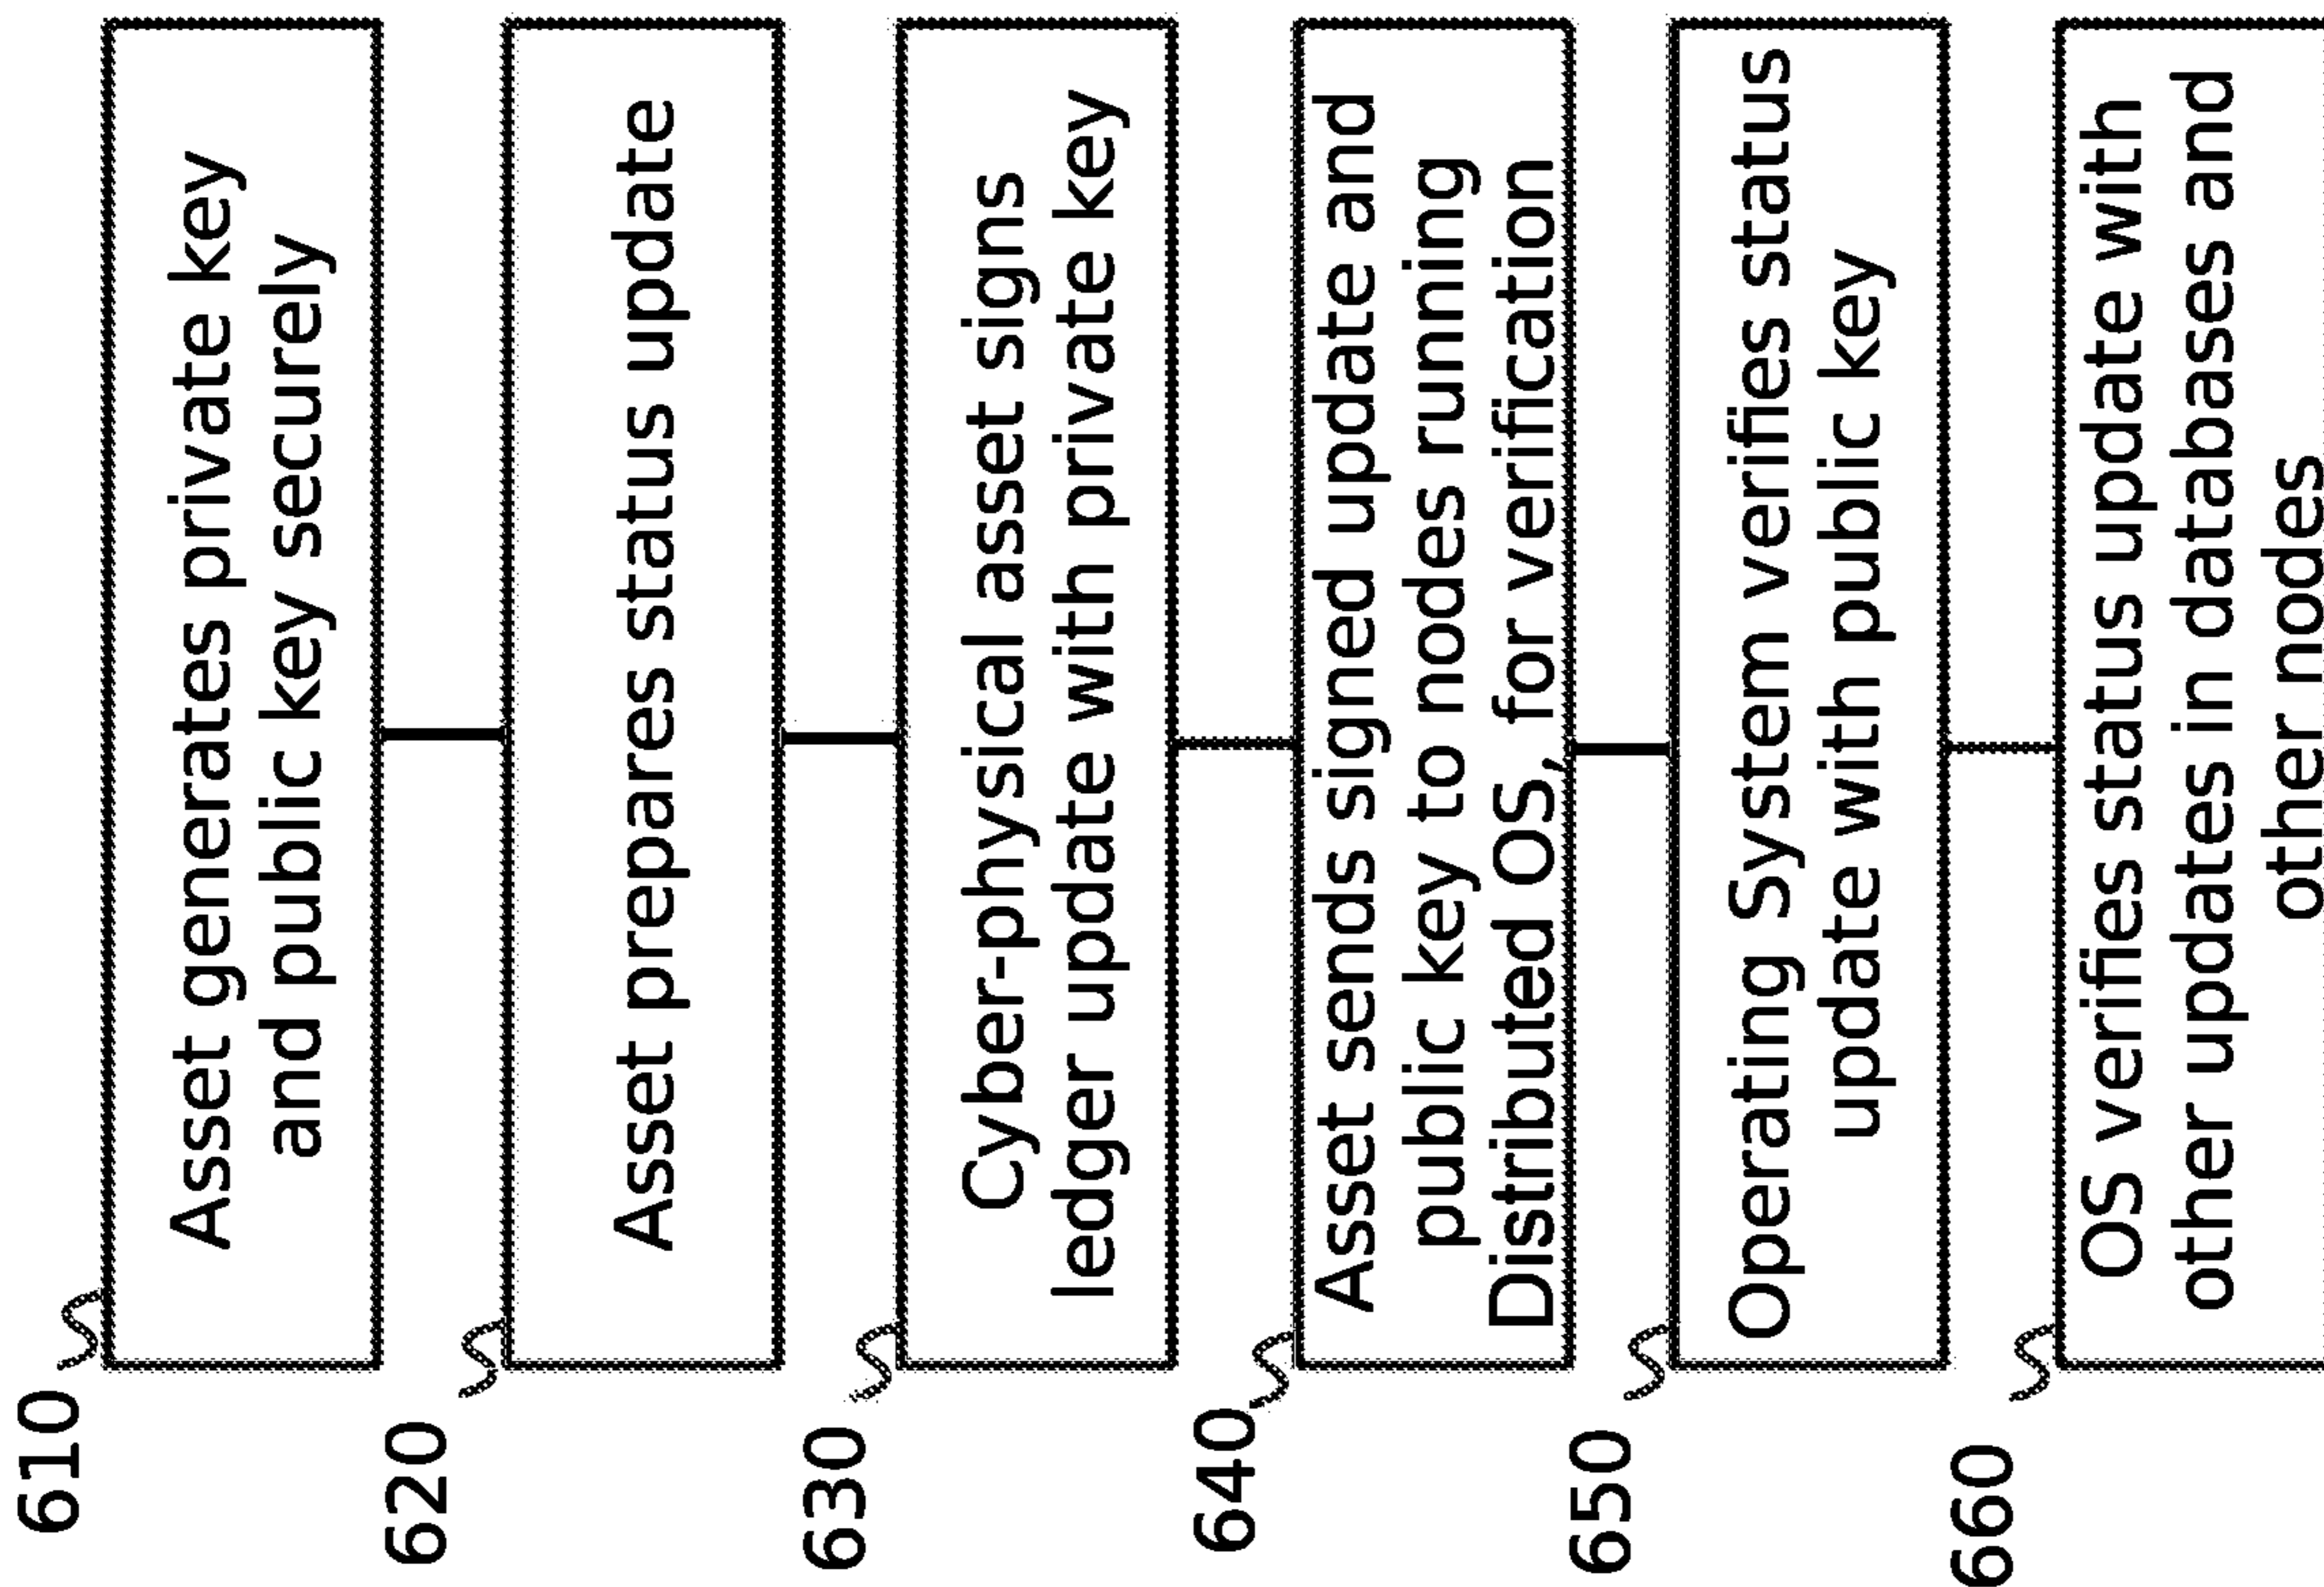 610
Asset generates private key
and public key securely
620
Asset prepares status update
630
Cyber-physical asset signs
ledger update with private key
640
Asset sends signed update and
public key to nodes running
Distributed OS, for verification
650
Operating System verifies status
update with public key
660
OS verifies status update with
other updates in databases and
other nodes